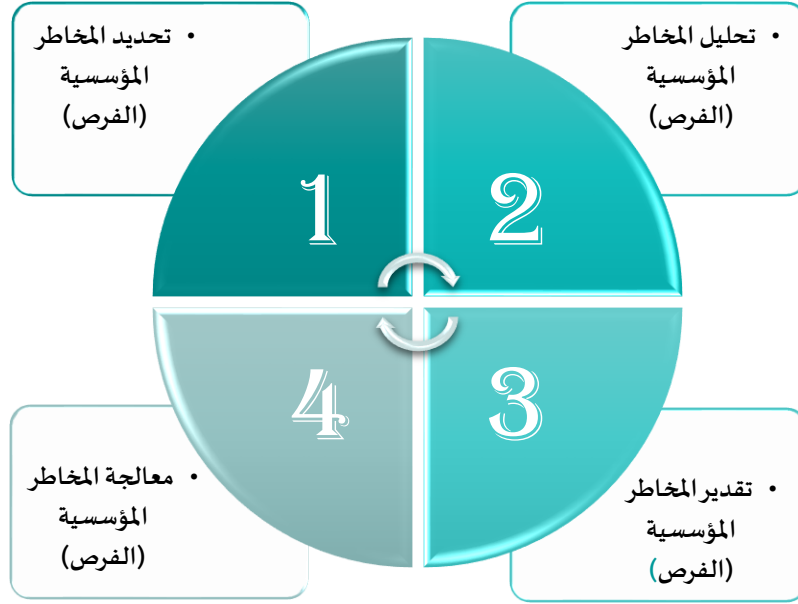 • تحديد المخاطر
المؤسسية
(الفرص)
1
• تحليل المخاطر
المؤسسية
(الفرص)
2
• تقدير المخاطر
المؤسسية
(الفرص)
3
• معالجة المخاطر
المؤسسية
(الفرص)
4